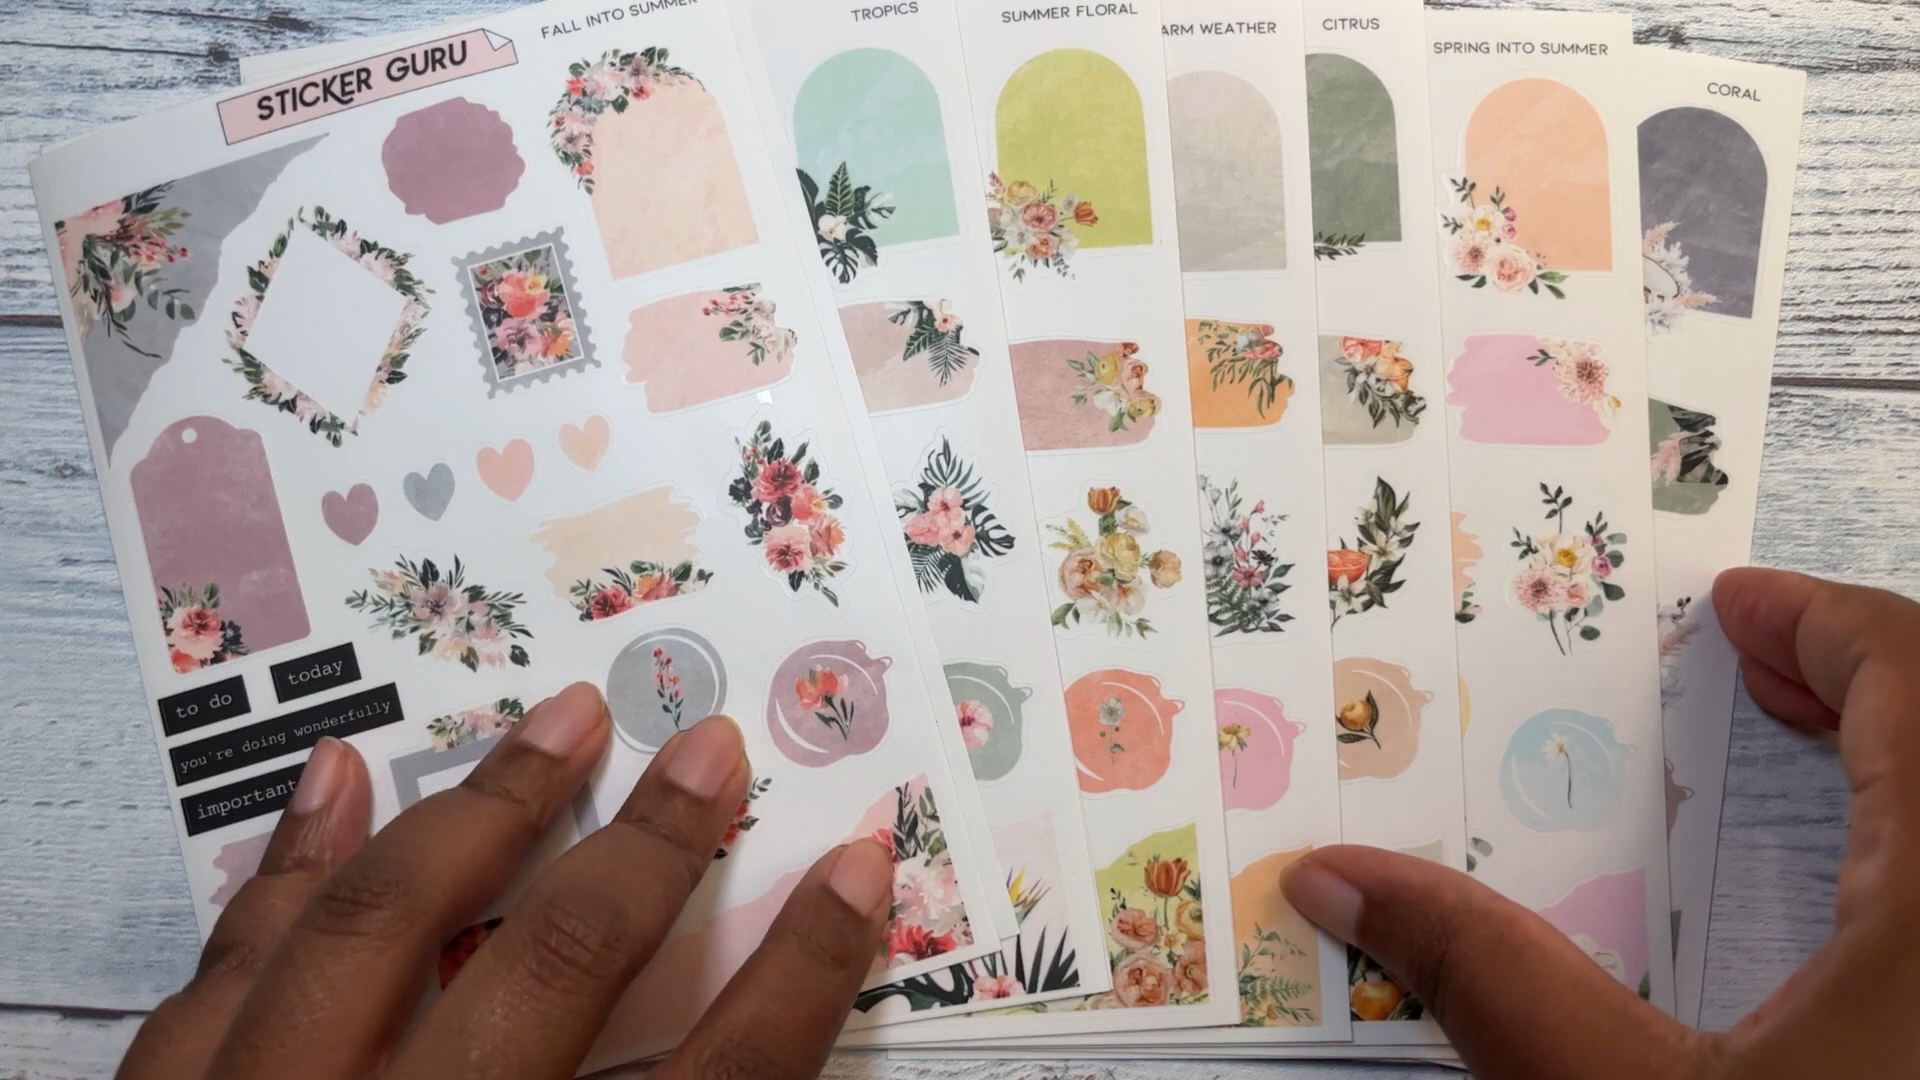 STICKER GURU
FALL INTO SUMMER
TROPICS
SUMMER FLORAL
ARM WEATHER
CITRUS
SPRING INTO SUMMER
CORAL
to do
today
you're doing wonderfully
important